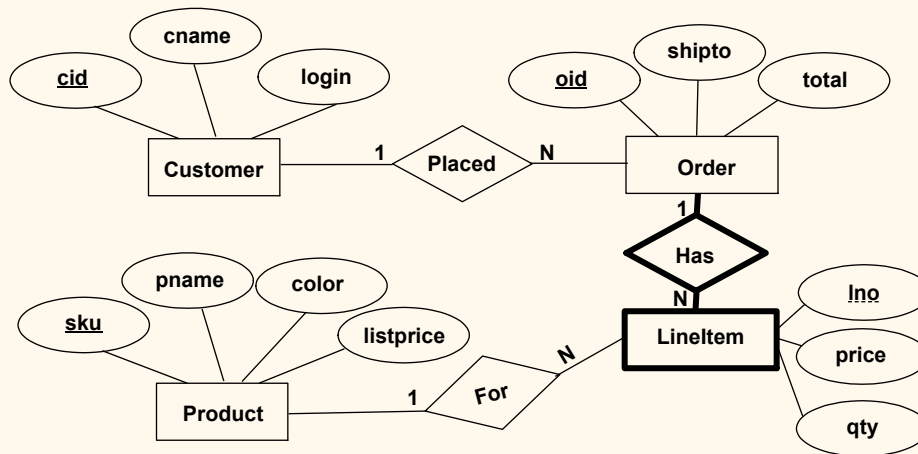 cname
cid
login
Customer
1
Placed
N
shipto
oid
total
Order
1
Has
N
pname
color
sku
listprice
Product
1
For
N
LineItem
lno
price
qty